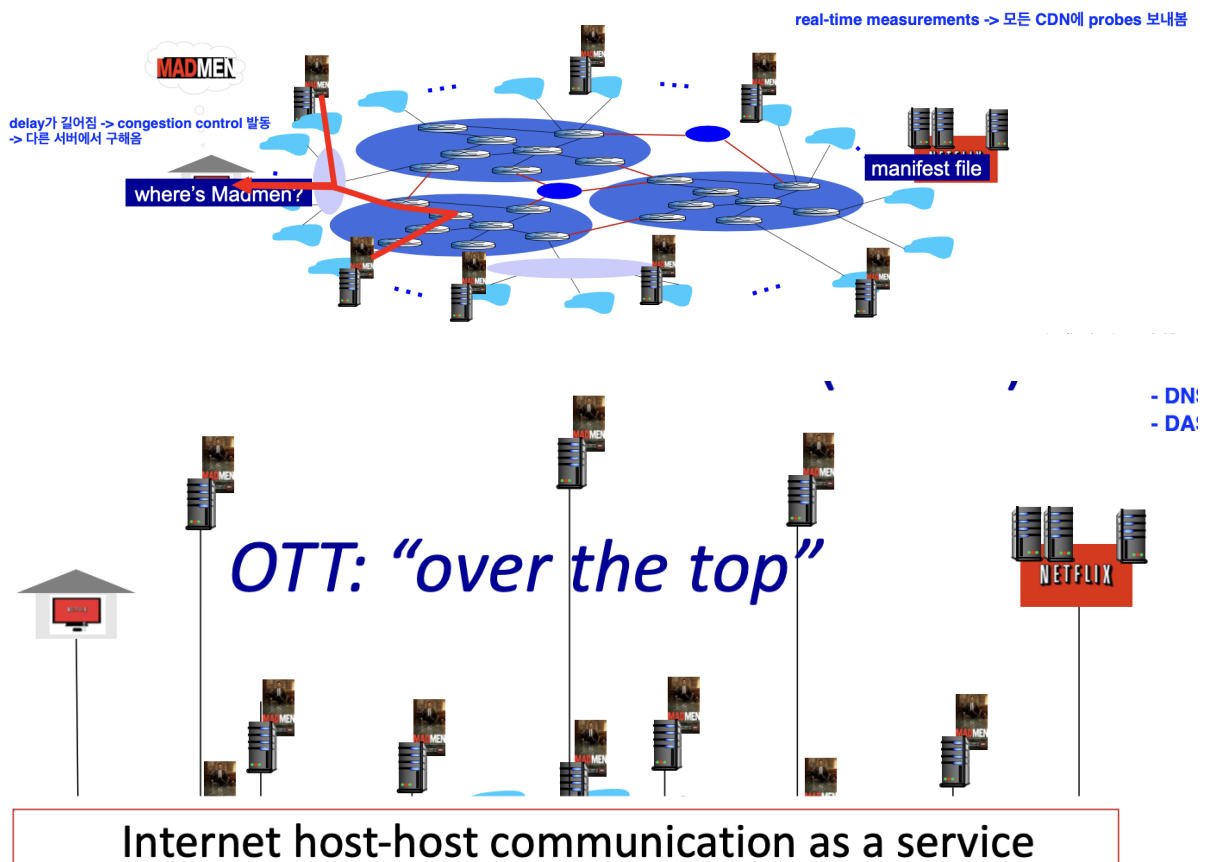 real-time measurements -> 모든 CDN에 probes 보내봄
MADMEN
delay가 길어짐 -> congestion control 발동
-> 다른 서버에서 구해옴
manifest file
where's Madmen?
- DN
- DA
OTT: “over the top”
NETFLIX
Internet host-host communication as a service